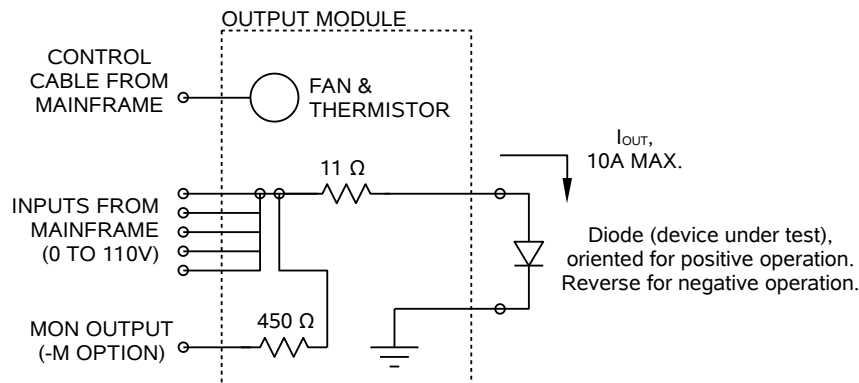 OUTPUT MODULE
CONTROL
CABLE FROM
MAINFRAME
FAN &
THERMISTOR
IOUT,
10A MAX.
11 Ω
INPUTS FROM
MAINFRAME
(0 TO 110V)
Diode (device under test),
oriented for positive operation.
Reverse for negative operation.
450 Ω
MON OUTPUT
(-M OPTION)